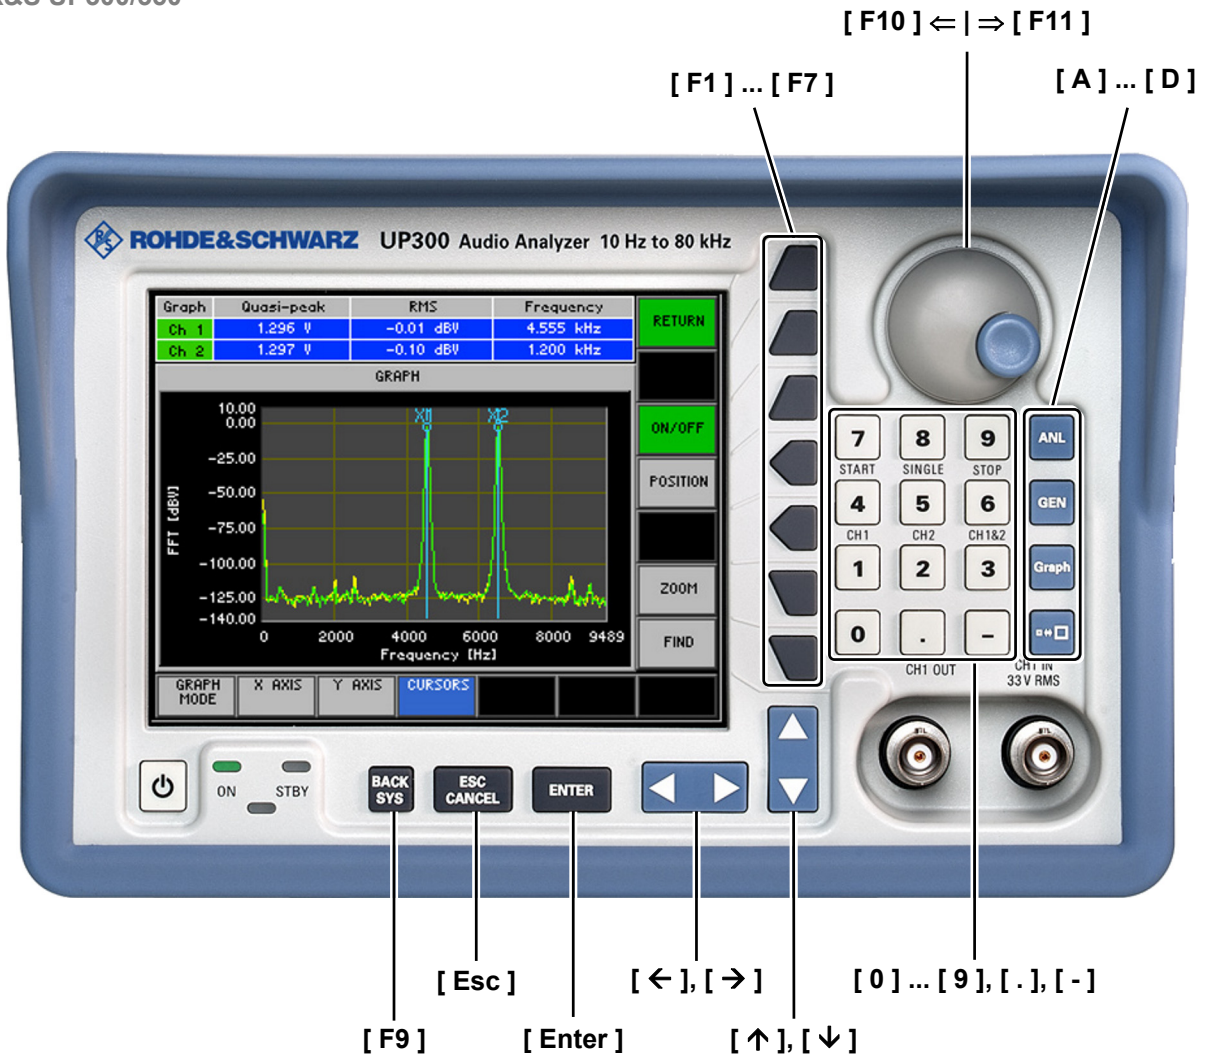 [ F10 ] ⇐ | ⇒ [ F11 ]
[ F1 ] ... [ F7 ]
[ A ] ... [ D ]
ROHDE&SCHWARZ UP300 Audio Analyzer 10 Hz to 80 kHz
Graph Quasi-peak RMS Frequency
Ch 1 1.296 V -0.01 dBV 4.555 kHz
Ch 2 1.297 V -0.10 dBV 1.200 kHz
RETURN
GRAPH
ON/OFF
POSITION
ZOOM
FIND
FFT [dBV]
10.00
0.00
-25.00
-50.00
-75.00
-100.00
-125.00
-140.00
0 2000 4000 6000 8000 9489
Frequency [Hz]
GRAPH MODE
X AXIS
Y AXIS
CURSORS
7 8 9 ANL
START SINGLE STOP
4 5 6 GEN
CH1 CH2 CH1&2
1 2 3 Graph
0 . –
CH1 OUT
CH1 IN
33 V RMS
ON
STBY
BACK
SYS
ESC
CANCEL
ENTER
[ Esc ]
[ ← ], [ → ]
[ 0 ] ... [ 9 ], [ . ], [ - ]
[ F9 ]
[ Enter ]
[ ↑ ], [ ↓ ]